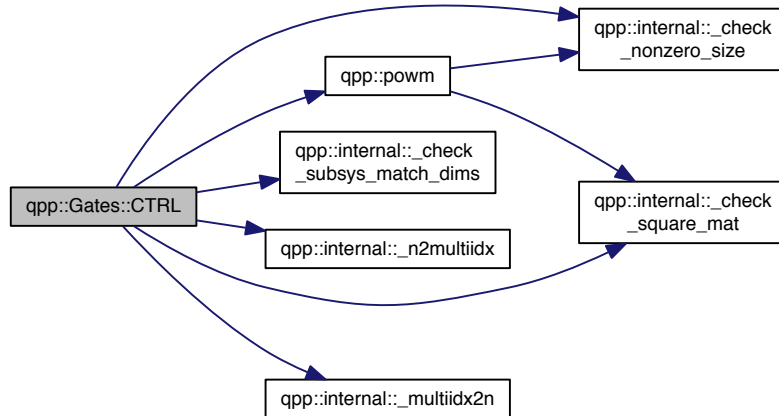 qpp::Gates::CTRL
qpp::internal::_check
_nonzero_size
qpp::powm
qpp::internal::_check
_subsys_match_dims
qpp::internal::_check
_square_mat
qpp::internal::_n2multiidx
qpp::internal::_multiidx2n